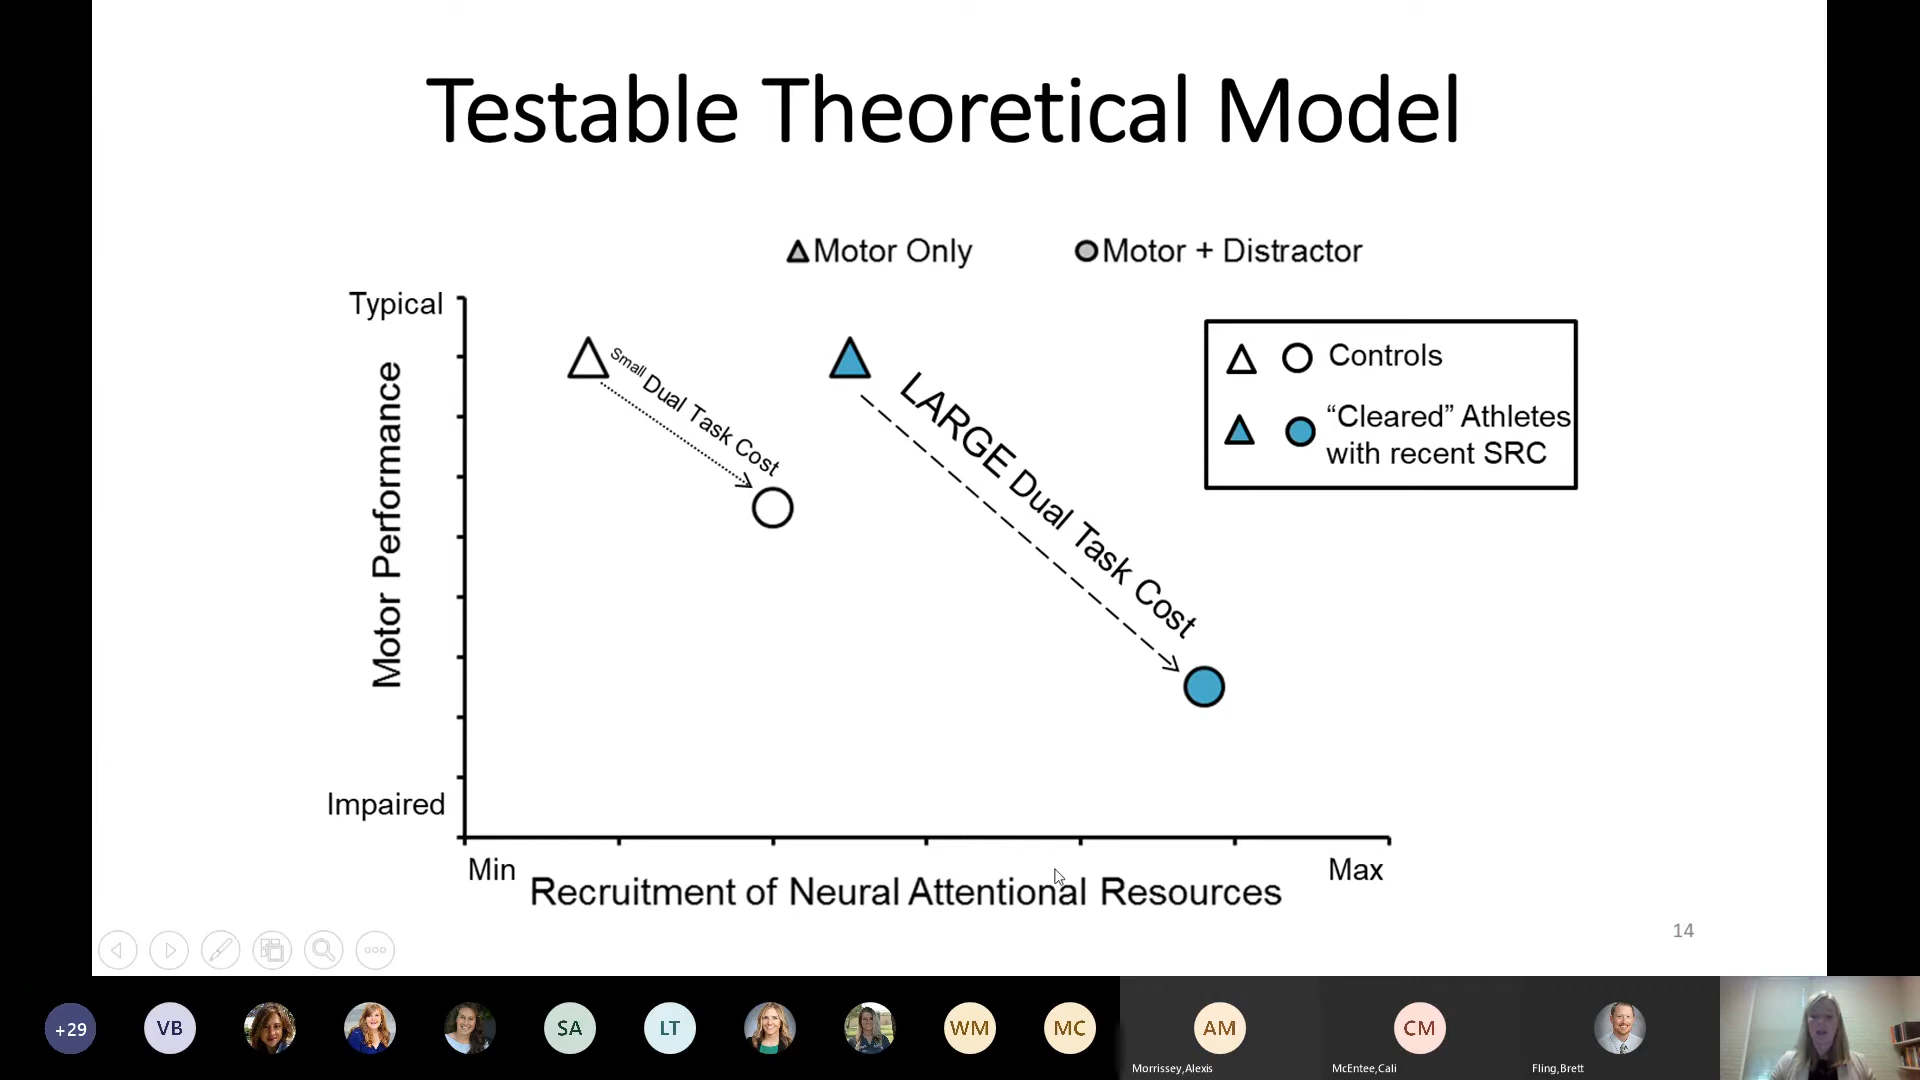 Testable Theoretical Model
Motor Only
Motor + Distractor
Typical
Motor Performance
Impaired
Small Dual Task Cost
LARGE Dual Task Cost
Controls
“Cleared” Athletes
with recent SRC
Min
Max
Recruitment of Neural Attentional Resources
14
+29
VB
SA
LT
WM
MC
AM
CM
Morrissey,Alexis
McEntee,Cali
Fling,Brett